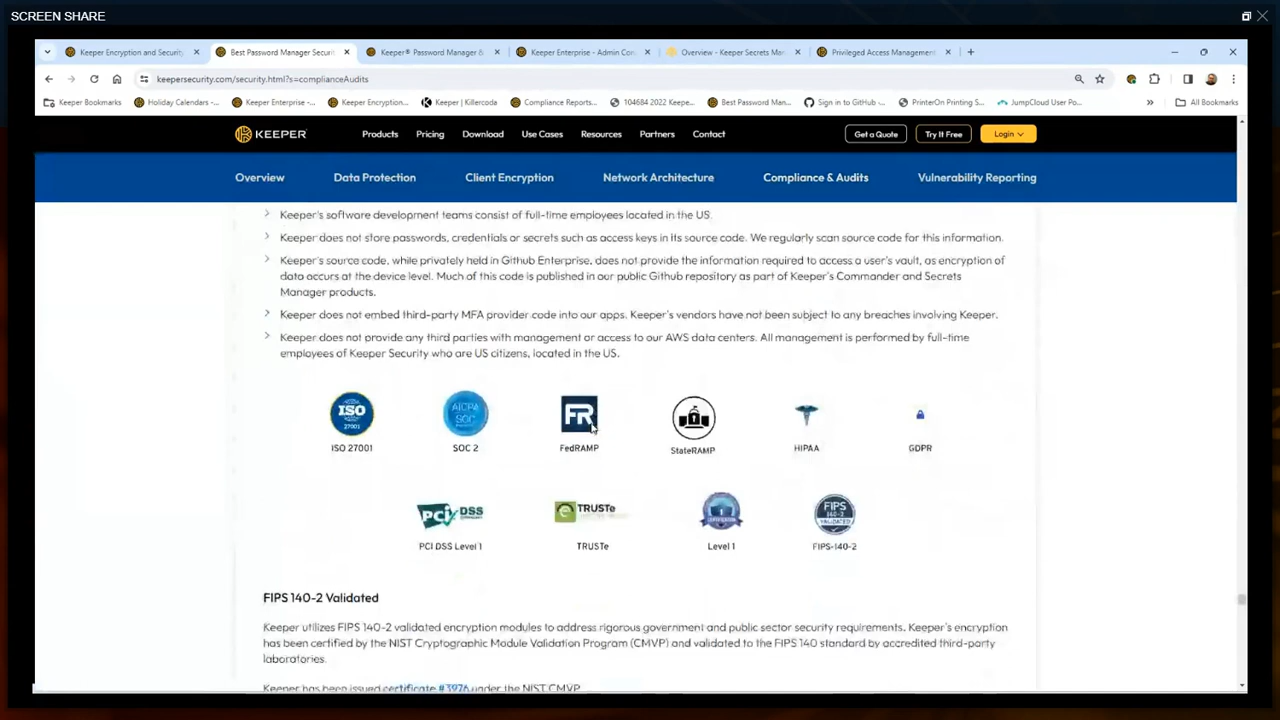 SCREEN SHARE
Keeper Encryption and Security
Best Password Manager Securi
Keeper® Password Manager &
Keeper Enterprise - Admin Con
Overview - Keeper Secrets Man
Privileged Access Management
keepersecurity.com/security.html?s=complianceAudits
Keeper Bookmarks
Holiday Calendars -...
Keeper Enterprise -...
Keeper Encryption...
Keeper | Killercoda
Compliance Reports...
104684 2022 Keepe...
Best Password Man...
Sign in to GitHub ·...
PrinterOn Printing S...
JumpCloud User Po...
All Bookmarks
KEEPER
Products
Pricing
Download
Use Cases
Resources
Partners
Contact
Get a Quote
Try It Free
Login
Overview
Data Protection
Client Encryption
Network Architecture
Compliance & Audits
Vulnerability Reporting
Keeper's software development teams consist of full-time employees located in the US.
Keeper does not store passwords, credentials or secrets such as access keys in its source code. We regularly scan source code for this information.
Keeper's source code, while privately held in Github Enterprise, does not provide the information required to access a user's vault, as encryption of
data occurs at the device level. Much of this code is published in our public Github repository as part of Keeper's Commander and Secrets
Manager products.
Keeper does not embed third-party MFA provider code into our apps. Keeper's vendors have not been subject to any breaches involving Keeper.
Keeper does not provide any third parties with management or access to our AWS data centers. All management is performed by full-time
employees of Keeper Security who are US citizens, located in the US.
ISO
27001
AICPA
SOC
FR
ISO 27001
SOC 2
FedRAMP
StateRAMP
HIPAA
GDPR
PCI DSS
TRUSTe
1
FIPS
140-2
VALIDATED
PCI DSS Level 1
TRUSTe
Level 1
FIPS-140-2
FIPS 140-2 Validated
Keeper utilizes FIPS 140-2 validated encryption modules to address rigorous government and public sector security requirements. Keeper's encryption
has been certified by the NIST Cryptographic Module Validation Program (CMVP) and validated to the FIPS 140 standard by accredited third-party
laboratories.
Keeper has been issued certificate #3976 under the NIST CMVP